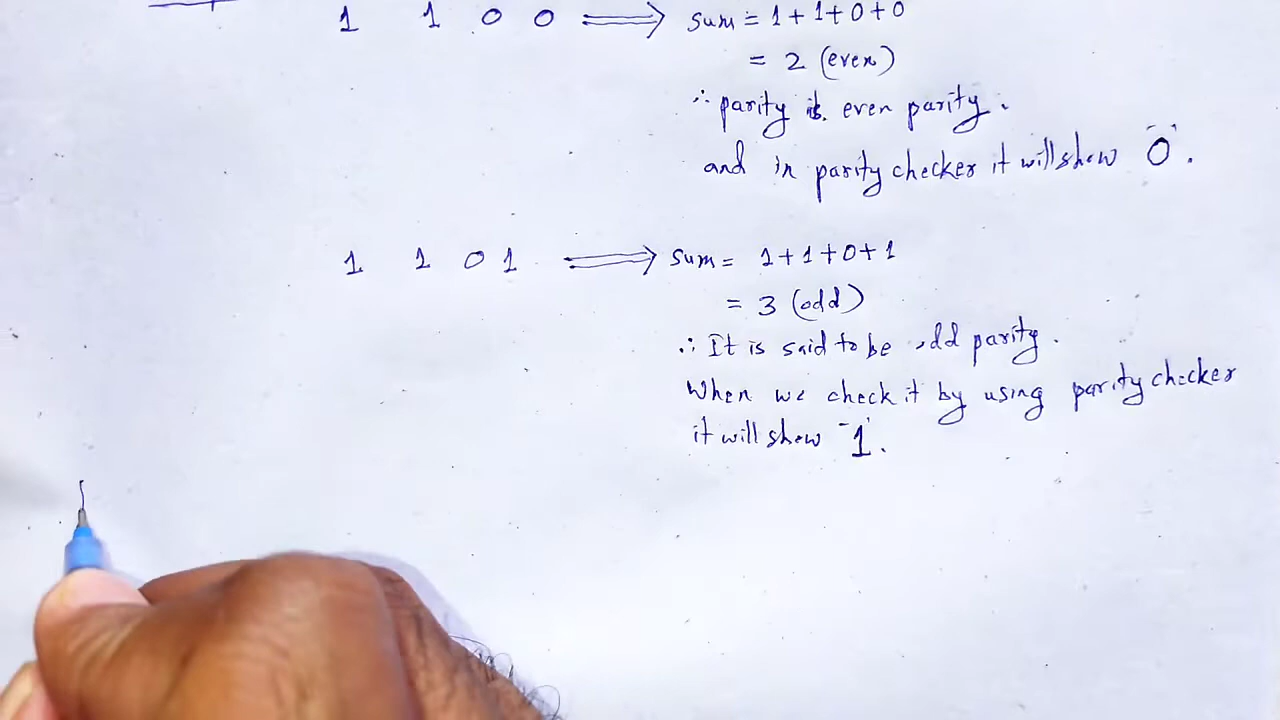 1 1 0 0 ⟹ sum = 1+1+0+0
= 2 (even)
∴ parity is even parity.
and in parity checker it will show "0".
1 1 0 1 ⟹ sum = 1+1+0+1
= 3 (odd)
∴ It is said to be odd parity.
When we check it by using parity checker
it will show "1".